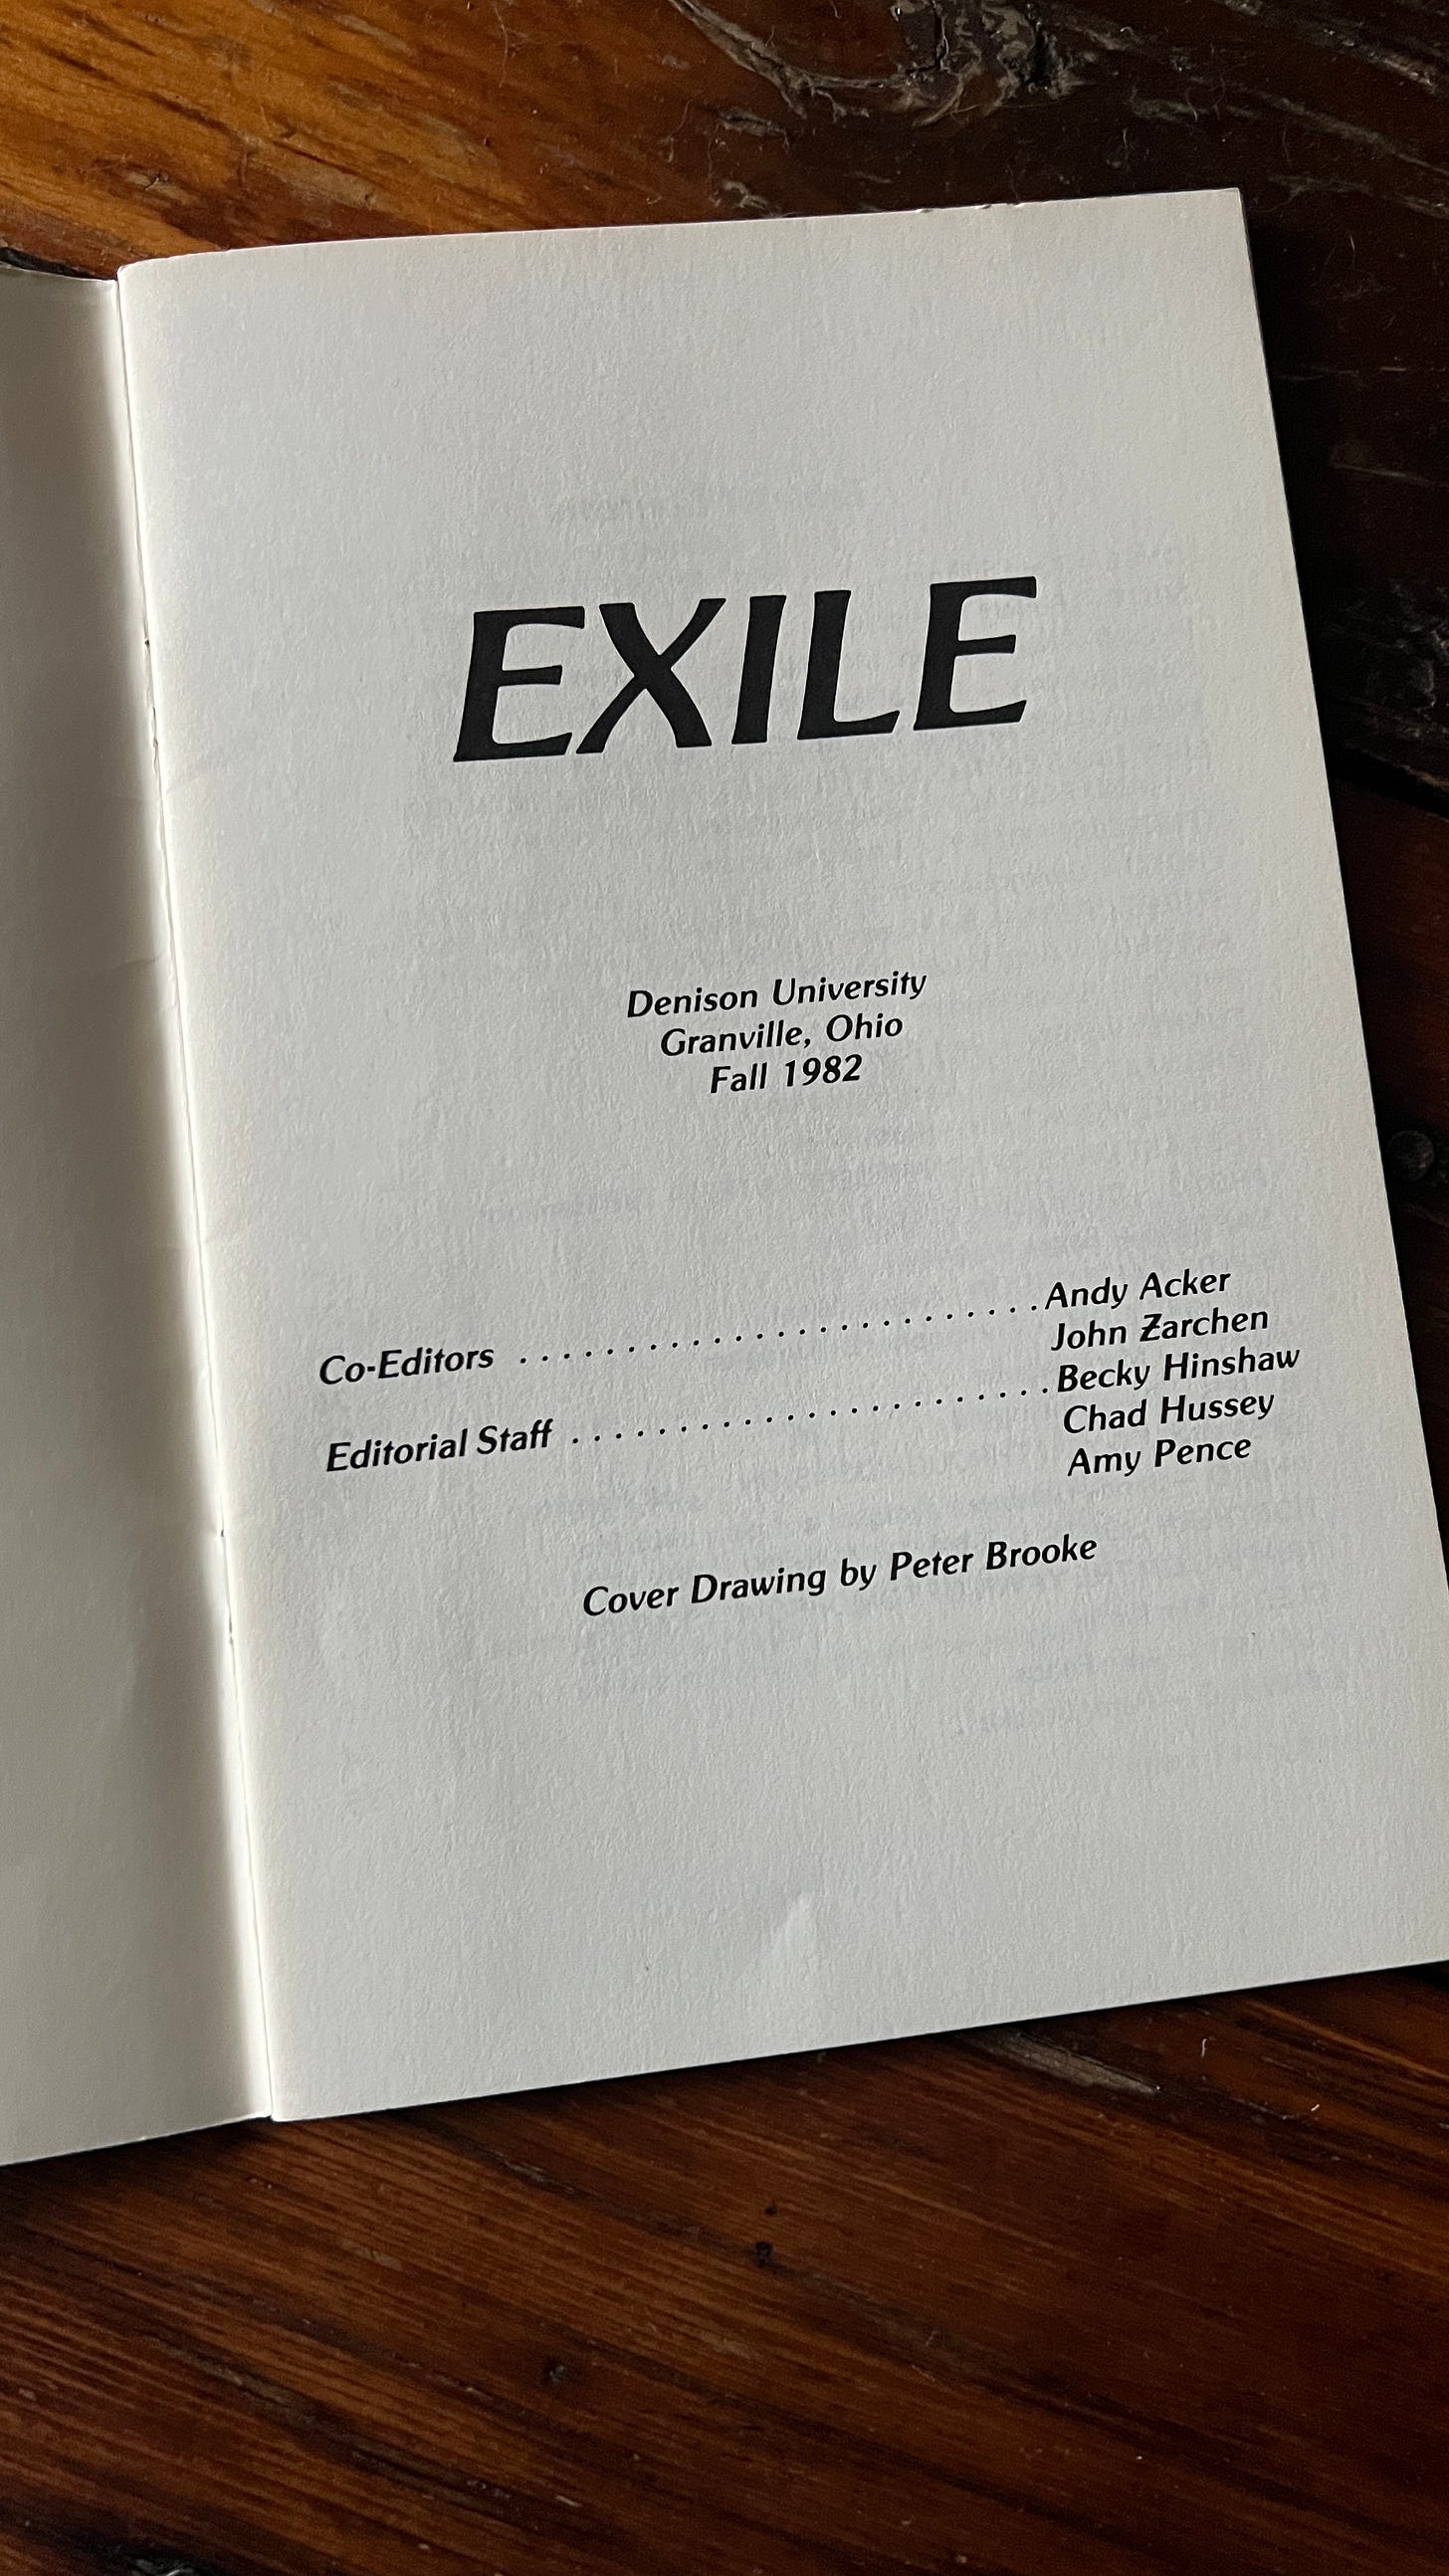 EXILE
Denison University
Granville, Ohio
Fall 1982
Co-Editors ......................... Andy Acker
John Ƶarchen
Editorial Staff ....................... Becky Hinshaw
Chad Hussey
Amy Pence
Cover Drawing by Peter Brooke